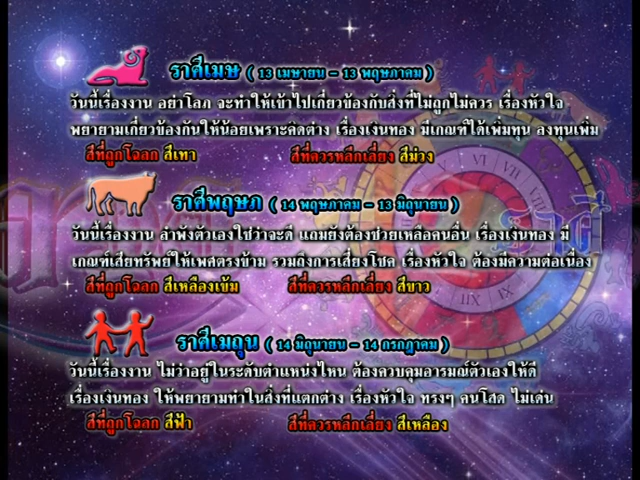 ราศีเมษ ( 13 เมษายน - 13 พฤษภาคม )
วันนี้เรื่องงาน อย่าโลภ จะทำให้เข้าไปเกี่ยวข้องกับสิ่งที่ไม่ถูกไม่ควร เรื่องหัวใจ
พยายามเกี่ยวข้องกันให้น้อยเพราะคิดต่าง เรื่องเงินทอง มีเกณฑ์ได้เพิ่มทุน ลงทุนเพิ่ม
สีที่ถูกโฉลก สีเทา สีที่ควรหลีกเลี่ยง สีม่วง
ราศีพฤษภ ( 14 พฤษภาคม - 13 มิถุนายน )
วันนี้เรื่องงาน ลำพังตัวเองใช่ว่าจะดี แถมยังต้องช่วยเหลือคนอื่น เรื่องเงินทอง มี
เกณฑ์เสียทรัพย์ให้เพศตรงข้าม รวมถึงการเสี่ยงโชค เรื่องหัวใจ ต้องมีความต่อเนื่อง
สีที่ถูกโฉลก สีเหลืองเข้ม สีที่ควรหลีกเลี่ยง สีขาว
ราศีเมถุน ( 14 มิถุนายน - 14 กรกฎาคม )
วันนี้เรื่องงาน ไม่ว่าอยู่ในระดับตำแหน่งไหน ต้องควบคุมอารมณ์ตัวเองให้ดี
เรื่องเงินทอง ให้พยายามทำในสิ่งที่แตกต่าง เรื่องหัวใจ ทรงๆ คนโสด ไม่เด่น
สีที่ถูกโฉลก สีฟ้า สีที่ควรหลีกเลี่ยง สีเหลือง